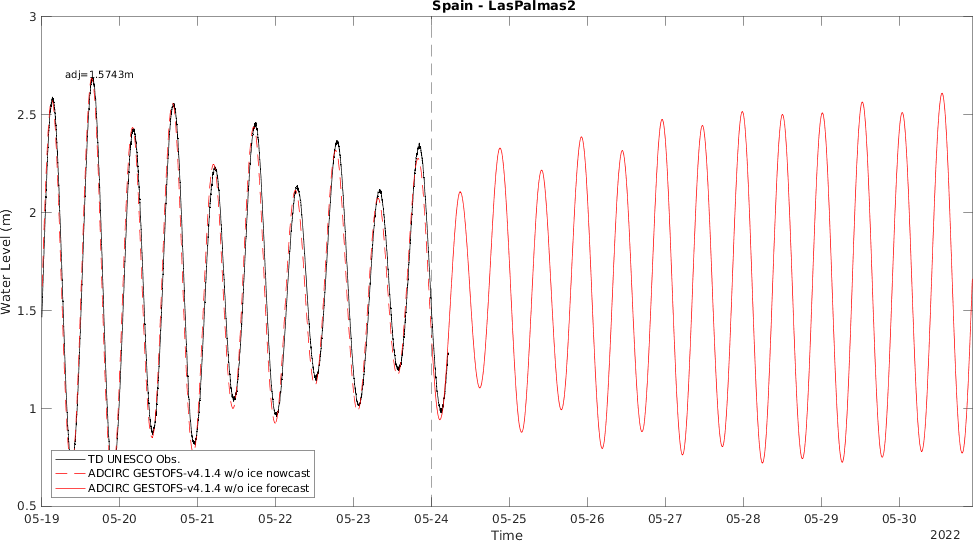 Spain - LasPalmas2
3
adj=1.5743m
2.5
2
Water Level (m)
1.5
1
TD UNESCO Obs.
ADCIRC GESTOFS-v4.1.4 w/o ice nowcast
ADCIRC GESTOFS-v4.1.4 w/o ice forecast
0.5
05-19 05-20 05-21 05-22 05-23 05-24 05-25 05-26 05-27 05-28 05-29 05-30
Time
2022